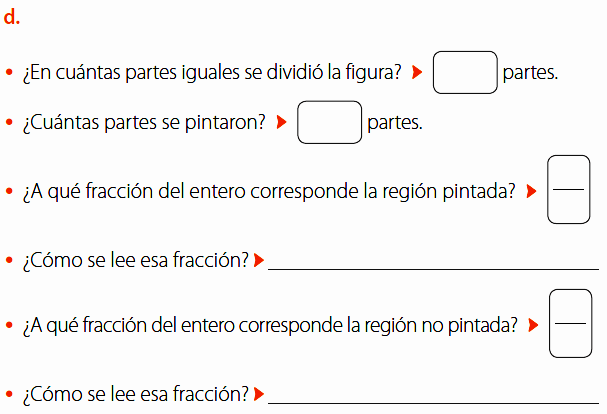 d.
• ¿En cuántas partes iguales se dividió la figura? partes.
• ¿Cuántas partes se pintaron? partes.
• ¿A qué fracción del entero corresponde la región pintada?
• ¿Cómo se lee esa fracción?
• ¿A qué fracción del entero corresponde la región no pintada?
• ¿Cómo se lee esa fracción?